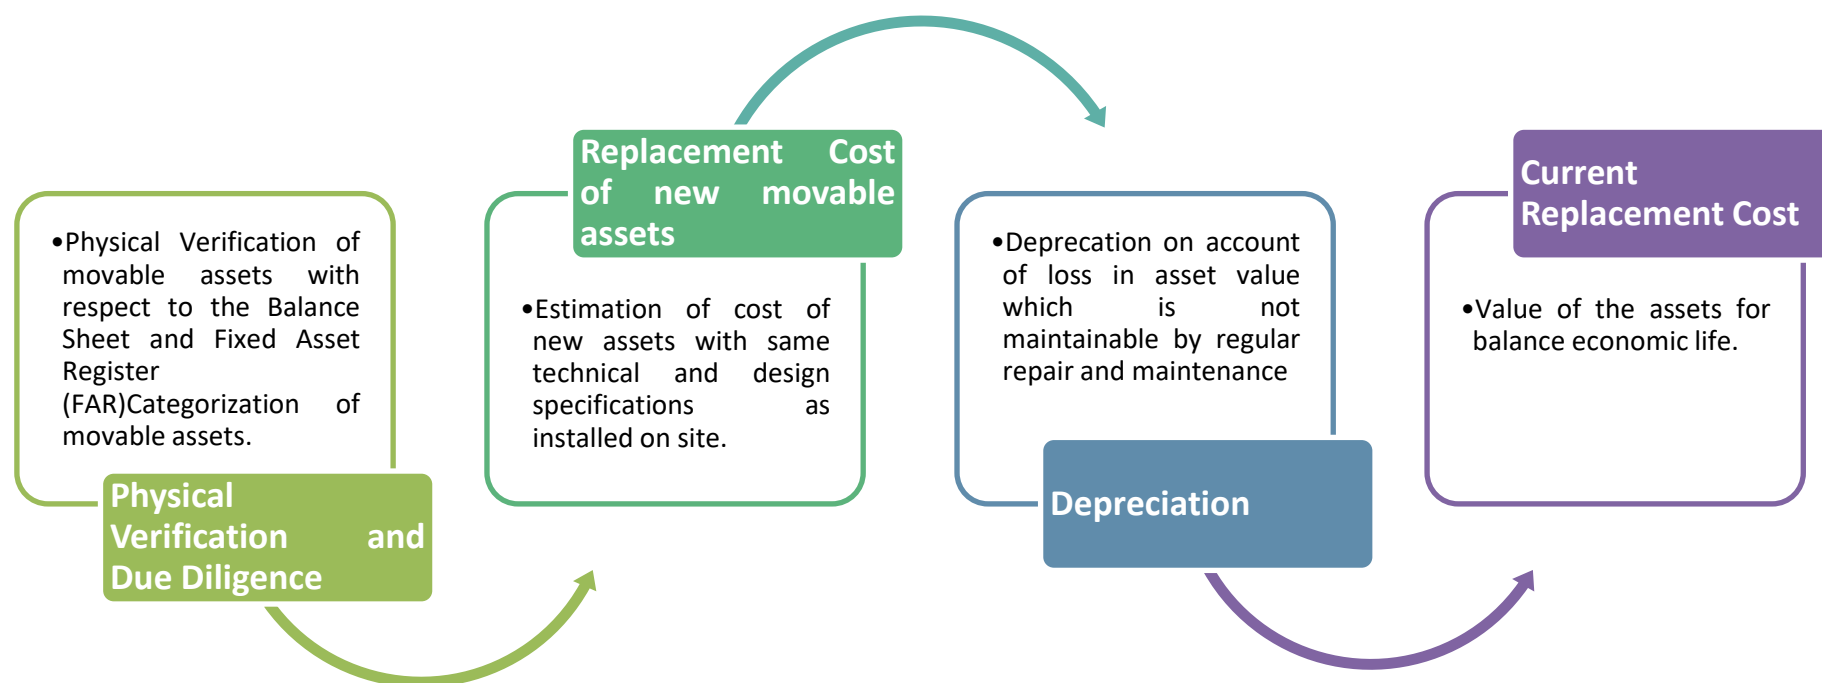 •Physical Verification of
movable assets with
respect to the Balance
Sheet and Fixed Asset
Register
(FAR)Categorization of
movable assets.
Physical
Verification and
Due Diligence
Replacement Cost
of new movable
assets
•Estimation of cost of
new assets with same
technical and design
specifications as
installed on site.
•Deprecation on account
of loss in asset value
which is not
maintainable by regular
repair and maintenance
Depreciation
Current
Replacement Cost
•Value of the assets for
balance economic life.